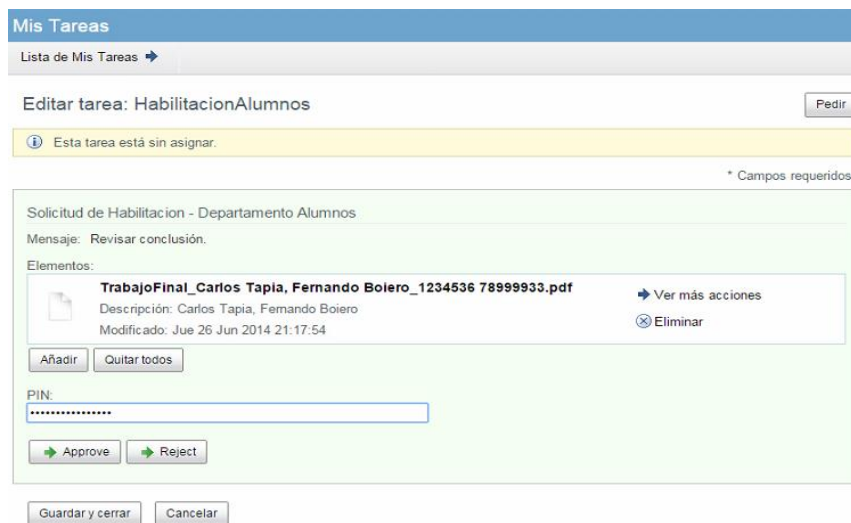 Mis Tareas
Lista de Mis Tareas
Editar tarea: HabilitacionAlumnos
Pedir
Esta tarea está sin asignar.
* Campos requeridos
Solicitud de Habilitacion - Departamento Alumnos
Mensaje: Revisar conclusión.
Elementos:
TrabajoFinal_Carlos Tapia, Fernando Boiero_1234536 78999933.pdf
Descripción: Carlos Tapia, Fernando Boiero
Modificado: Jue 26 Jun 2014 21:17:54
Ver más acciones
Eliminar
Añadir Quitar todos
PIN:
••••••••••••••••
Approve Reject
Guardar y cerrar Cancelar